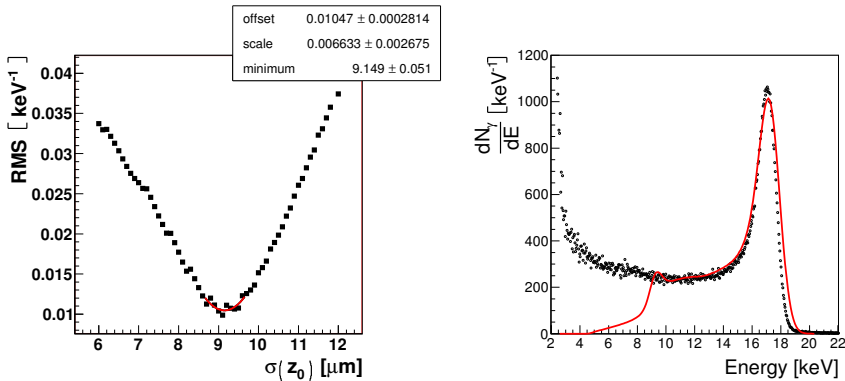 offset 0.01047 ± 0.0002814
scale 0.006633 ± 0.002675
minimum 9.149 ± 0.051
RMS [ keV⁻¹ ]
0.04
0.035
0.03
0.025
0.02
0.015
0.01
6 7 8 9 10 11 12
σ(z₀) [μm]
dNᵧ/dE [keV⁻¹]
1200
1000
800
600
400
200
0
2 4 6 8 10 12 14 16 18 20 22
Energy [keV]